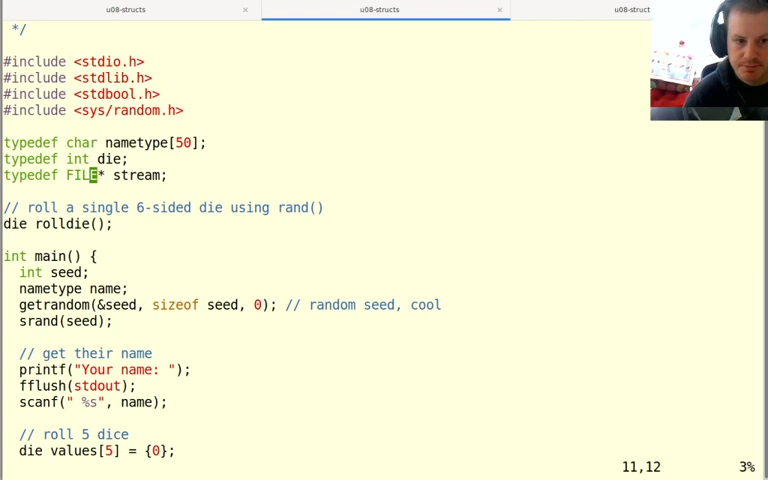 u08-structs × u08-structs × u08-struct
*/
#include <stdio.h>
#include <stdlib.h>
#include <stdbool.h>
#include <sys/random.h>
typedef char nametype[50];
typedef int die;
typedef FILE* stream;
// roll a single 6-sided die using rand()
die rolldie();
int main() {
int seed;
nametype name;
getrandom(&seed, sizeof seed, 0); // random seed, cool
srand(seed);
// get their name
printf("Your name: ");
fflush(stdout);
scanf(" %s", name);
// roll 5 dice
die values[5] = {0};
11,12 3%